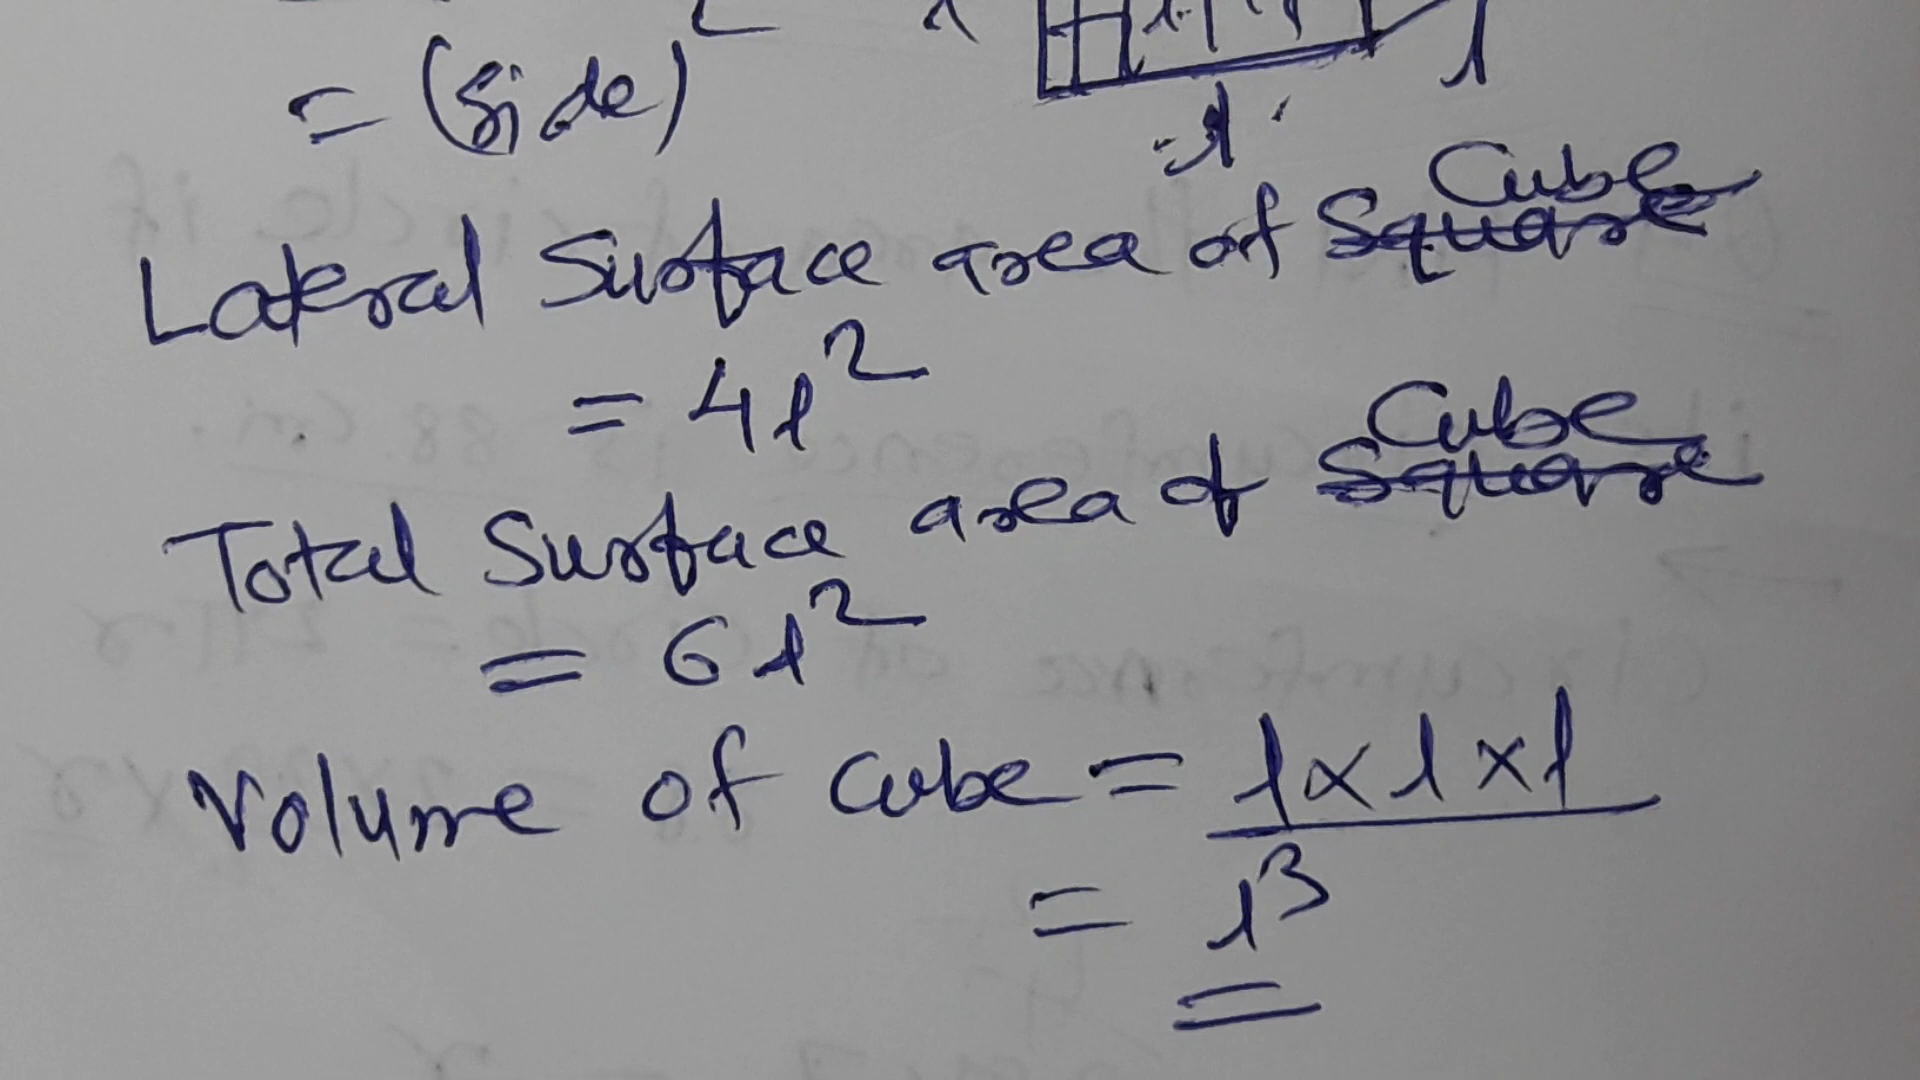 = (Side)²
l
l
Lateral Surface area of Square Cube
= 4l²
Total Surface area of Square Cube
= 6l²
Volume of Cube = l×l×l
= l³